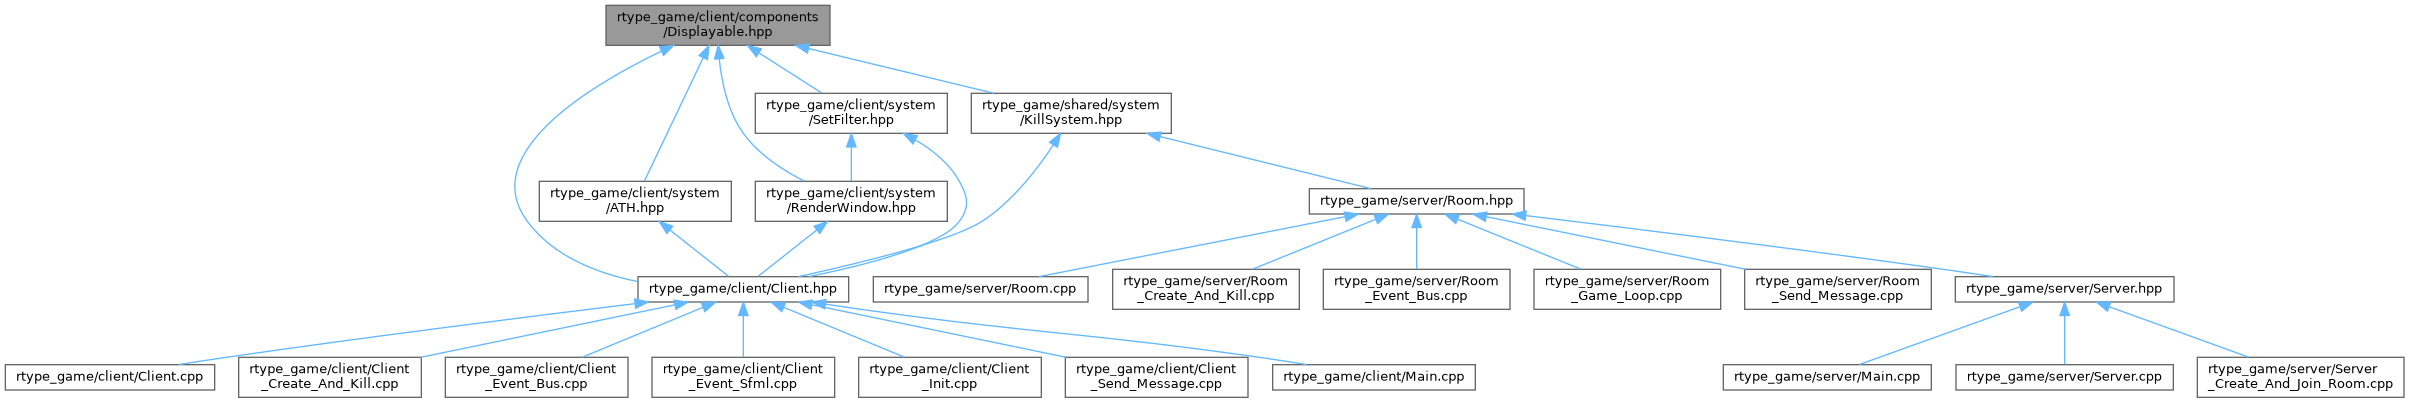 rtype_game/client/components
/Displayable.hpp
rtype_game/client/system
/SetFilter.hpp
rtype_game/shared/system
/KillSystem.hpp
rtype_game/client/system
/ATH.hpp
rtype_game/client/system
/RenderWindow.hpp
rtype_game/server/Room.hpp
rtype_game/client/Client.hpp
rtype_game/server/Room.cpp
rtype_game/server/Room
_Create_And_Kill.cpp
rtype_game/server/Room
_Event_Bus.cpp
rtype_game/server/Room
_Game_Loop.cpp
rtype_game/server/Room
_Send_Message.cpp
rtype_game/server/Server.hpp
rtype_game/client/Client.cpp
rtype_game/client/Client
_Create_And_Kill.cpp
rtype_game/client/Client
_Event_Bus.cpp
rtype_game/client/Client
_Event_Sfml.cpp
rtype_game/client/Client
_Init.cpp
rtype_game/client/Client
_Send_Message.cpp
rtype_game/client/Main.cpp
rtype_game/server/Main.cpp
rtype_game/server/Server.cpp
rtype_game/server/Server
_Create_And_Join_Room.cpp